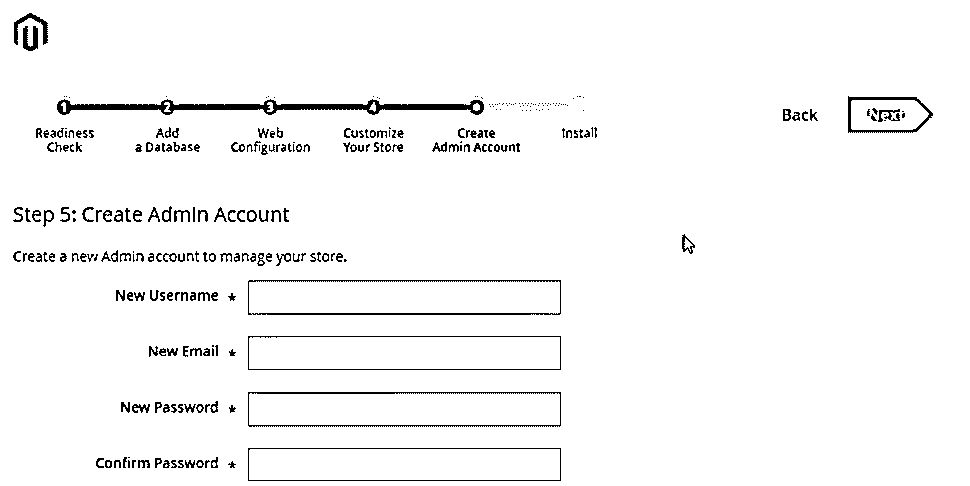 1 2 3 4
Readiness Check
Add a Database
Web Configuration
Customize Your Store
Create Admin Account
Install
Back
Next
Step 5: Create Admin Account
Create a new Admin account to manage your store.
New Username *
New Email *
New Password *
Confirm Password *